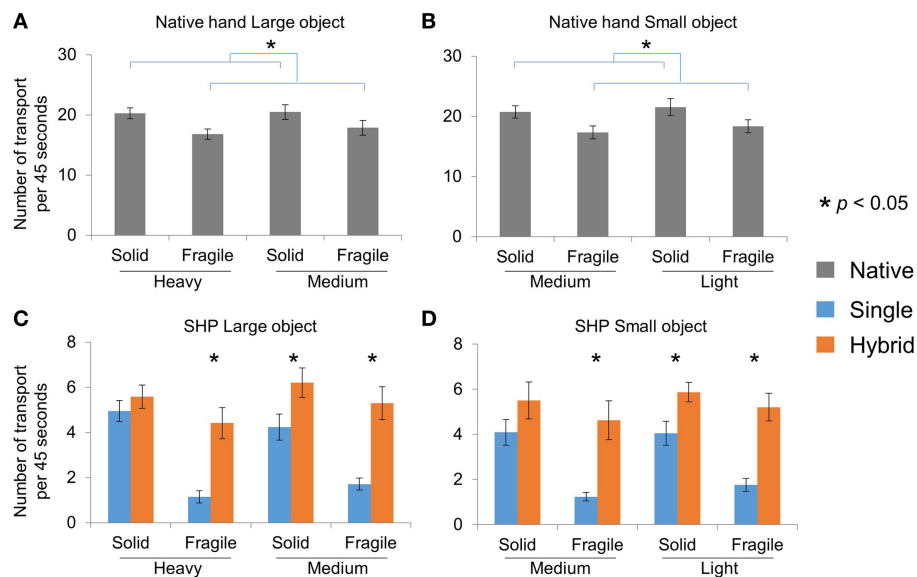 A
Native hand Large object
Number of transport
per 45 seconds
30
20
10
0
*
Solid Fragile Solid Fragile
Heavy Medium
B
Native hand Small object
30
20
10
0
*
Solid Fragile Solid Fragile
Medium Light
* p < 0.05
Native
Single
Hybrid
C
SHP Large object
Number of transport
per 45 seconds
8
6
4
2
0
* * *
Solid Fragile Solid Fragile
Heavy Medium
D
SHP Small object
8
6
4
2
0
* * *
Solid Fragile Solid Fragile
Medium Light